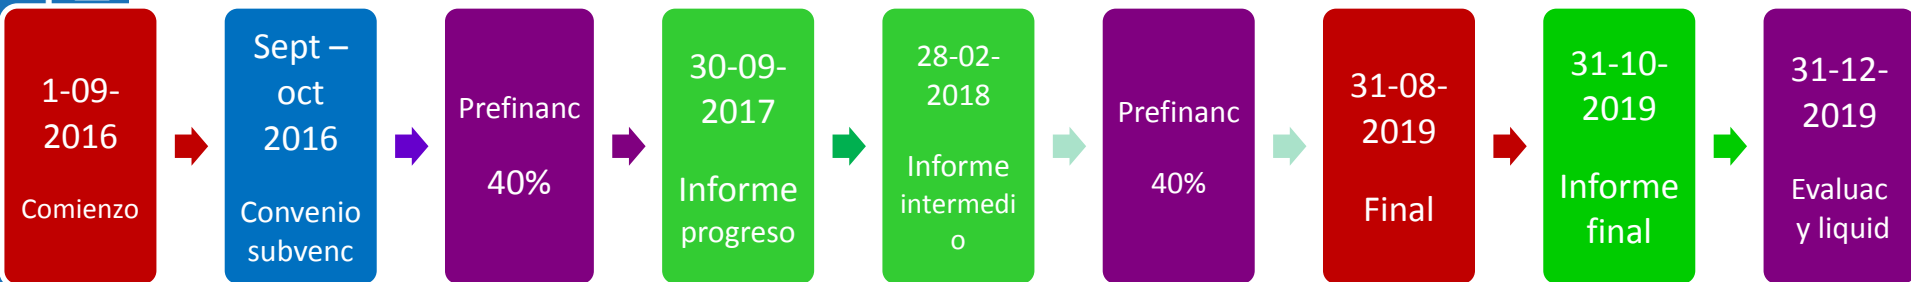 1-09-
2016
Comienzo
Sept –
oct
2016
Convenio
subvenc
Prefinanc
40%
30-09-
2017
Informe
progreso
28-02-
2018
Informe
intermedi
o
Prefinanc
40%
31-08-
2019
Final
31-10-
2019
Informe
final
31-12-
2019
Evaluac
y liquid